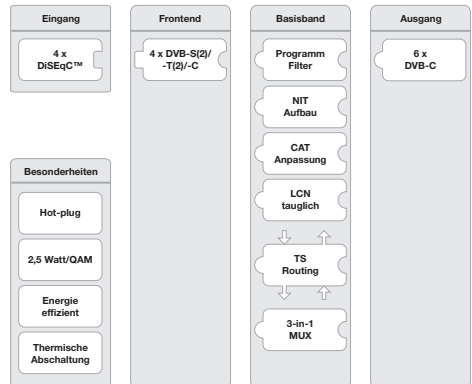 Eingang
4 x
DiSEqC™
Besonderheiten
Hot-plug
2,5 Watt/QAM
Energie
effizient
Thermische
Abschaltung
Frontend
4 x DVB-S(2)/
-T(2)/-C
Basisband
Programm
Filter
NIT
Aufbau
CAT
Anpassung
LCN
tauglich
TS
Routing
3-in-1
MUX
Ausgang
6 x
DVB-C